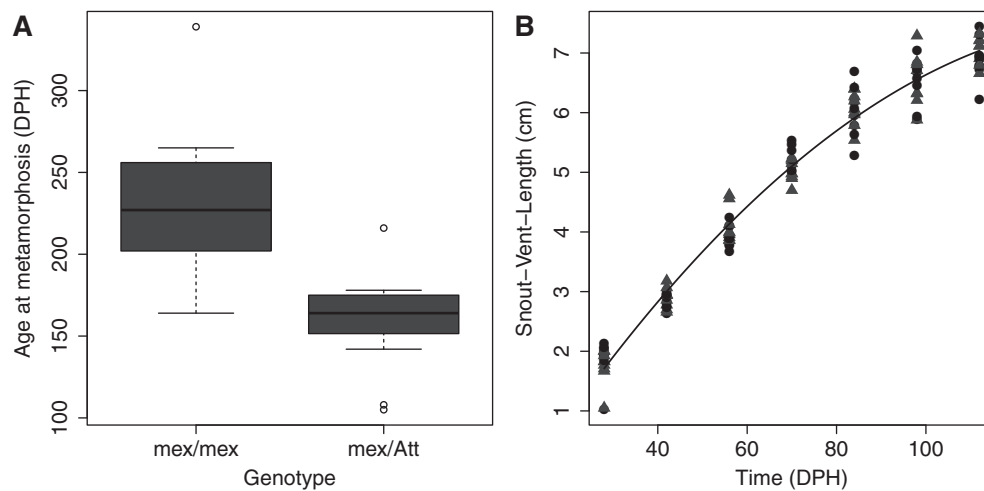 A
Age at metamorphosis (DPH)
300
250
200
150
100
mex/mex mex/Att
Genotype
B
Snout–Vent–Length (cm)
7
6
5
4
3
2
1
40 60 80 100
Time (DPH)